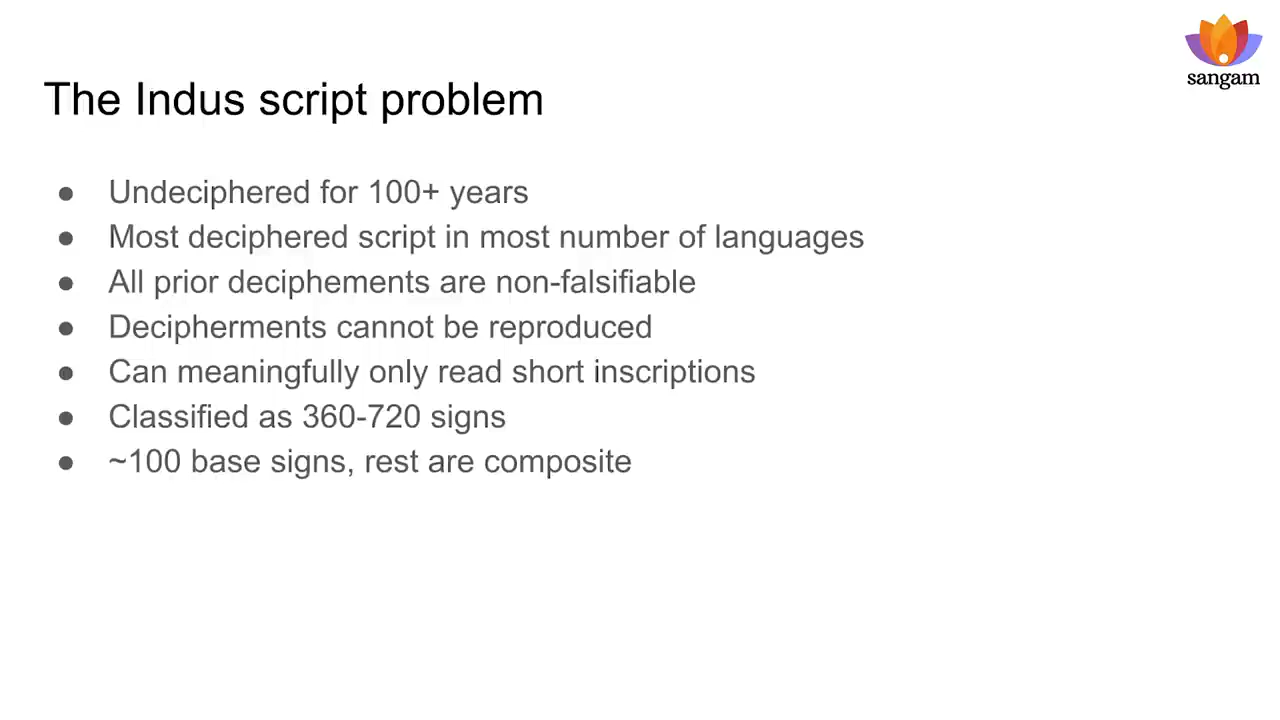 sangam
The Indus script problem
● Undeciphered for 100+ years
● Most deciphered script in most number of languages
● All prior deciphements are non-falsifiable
● Decipherments cannot be reproduced
● Can meaningfully only read short inscriptions
● Classified as 360-720 signs
● ~100 base signs, rest are composite